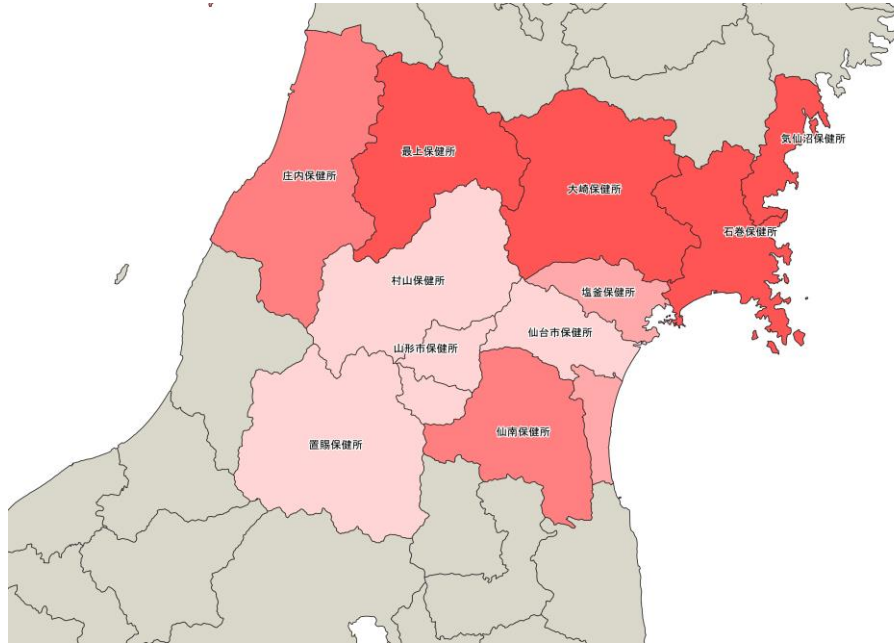 気仙沼保健所
最上保健所
庄内保健所
大崎保健所
石巻保健所
村山保健所
塩釜保健所
仙台市保健所
山形市保健所
仙南保健所
置賜保健所